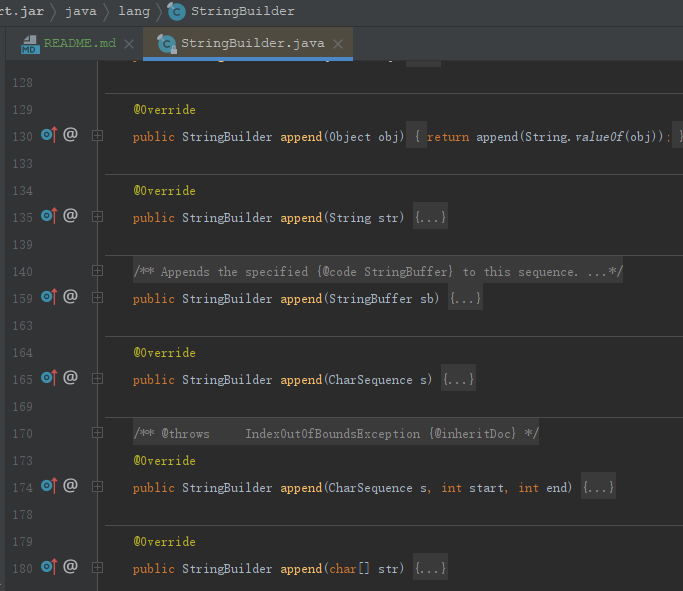 ct.jar java lang StringBuilder
README.md StringBuilder.java
128
129 @Override
130 @ public StringBuilder append(Object obj) { return append(String.valueOf(obj)); }
133
134 @Override
135 @ public StringBuilder append(String str) {...}
139
140 /** Appends the specified {@code StringBuffer} to this sequence. ...*/
159 @ public StringBuilder append(StringBuffer sb) {...}
163
164 @Override
165 @ public StringBuilder append(CharSequence s) {...}
169
170 /** @throws IndexOutOfBoundsException {@inheritDoc} */
173 @Override
174 @ public StringBuilder append(CharSequence s, int start, int end) {...}
178
179 @Override
180 @ public StringBuilder append(char[] str) {...}